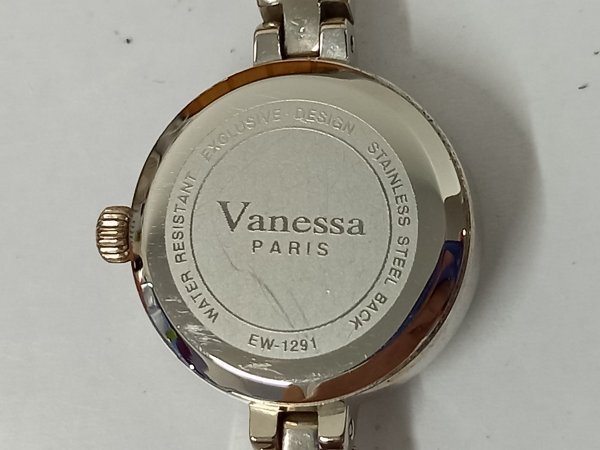 WATER RESISTANT EXCLUSIVE·DESIGN STAINLESS STEEL BACK
Vanessa
PARIS
EW-1291